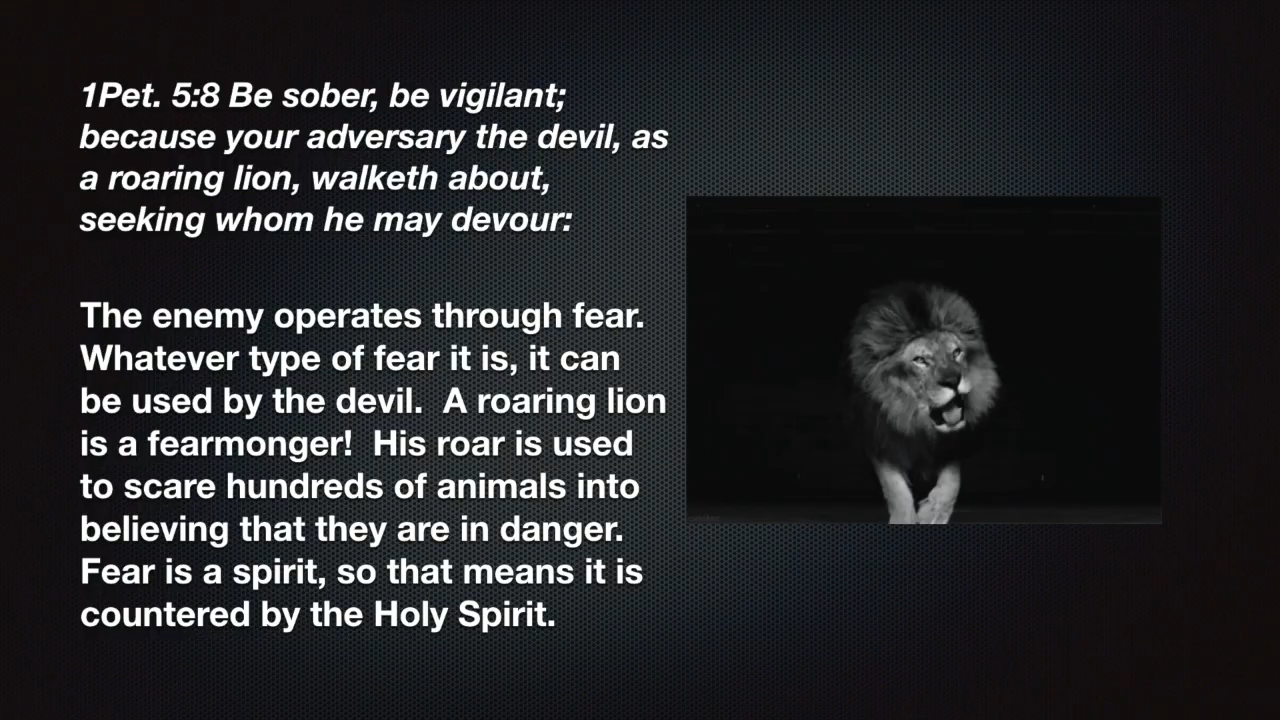 1Pet. 5:8 Be sober, be vigilant;
because your adversary the devil, as
a roaring lion, walketh about,
seeking whom he may devour:
The enemy operates through fear.
Whatever type of fear it is, it can
be used by the devil.  A roaring lion
is a fearmonger!  His roar is used
to scare hundreds of animals into
believing that they are in danger.
Fear is a spirit, so that means it is
countered by the Holy Spirit.